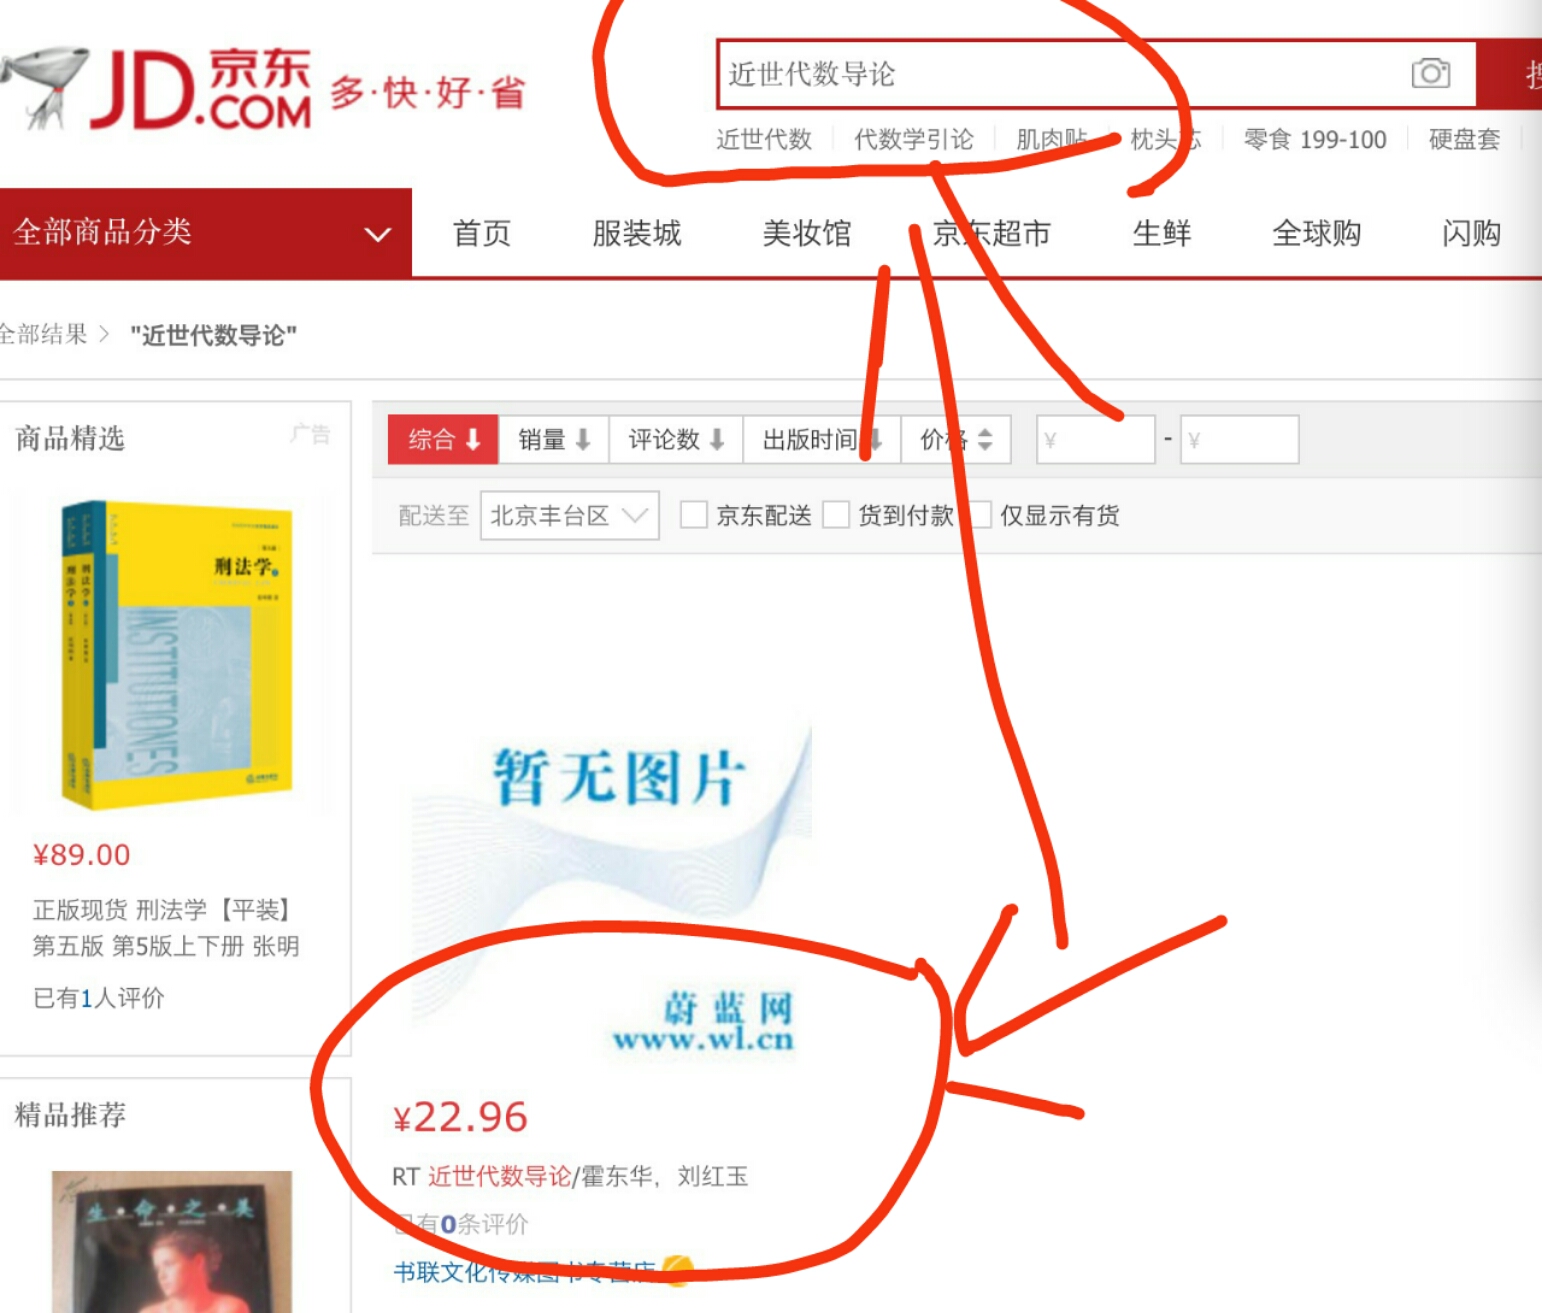 JD京东.COM 多·快·好·省
近世代数导论
近世代数 代数学引论 肌肉贴 枕头芯 零食 199-100 硬盘套
全部商品分类 首页 服装城 美妆馆 京东超市 生鲜 全球购 闪购
全部结果 > "近世代数导论"
商品精选 广告
综合 销量 评论数 出版时间 价格 ¥ - ¥
配送至 北京丰台区 京东配送 货到付款 仅显示有货
刑法学
刑法学
刑法学
INSTITUTIONES
¥89.00
正版现货 刑法学【平装】
第五版 第5版上下册 张明
已有1人评价
暂无图片
蔚蓝网
www.wl.cn
¥22.96
RT 近世代数导论/霍东华，刘红玉
已有0条评价
书联文化传媒图书专营店
精品推荐
生·命·之·美